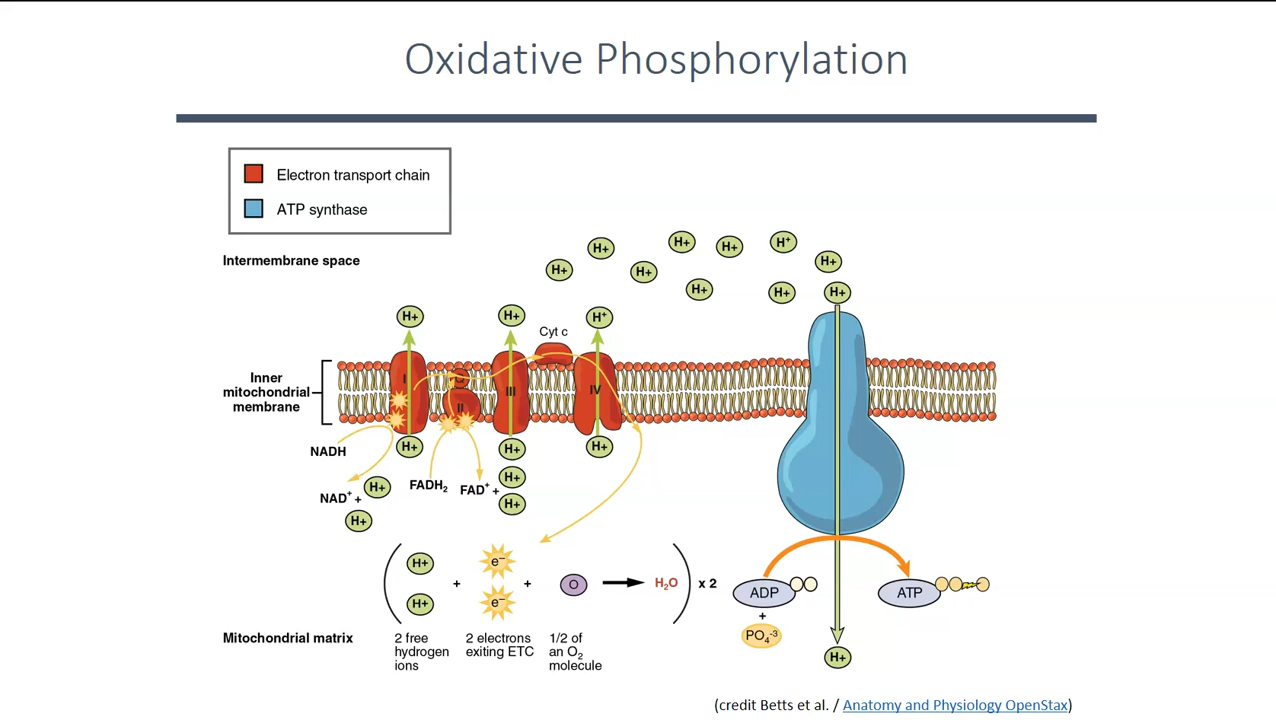 Oxidative Phosphorylation
Electron transport chain
ATP synthase
Intermembrane space
H+
H+
H+
H+
H+
H+
H⁺
H+
H+
H+
H+
H+
H⁺
Cyt c
Inner
mitochondrial
membrane
I
Q
II
III
IV
H+
H+
H+
NADH
H+
H+
FADH₂
FAD⁺ +
NAD⁺ +
H+
H+
H+
e⁻
+
+
O
H₂O
x 2
H+
e⁻
ADP
ATP
+
PO₄⁻³
Mitochondrial matrix
2 free
hydrogen
ions
2 electrons
exiting ETC
1/2 of
an O₂
molecule
H+
(credit Betts et al. / Anatomy and Physiology OpenStax)